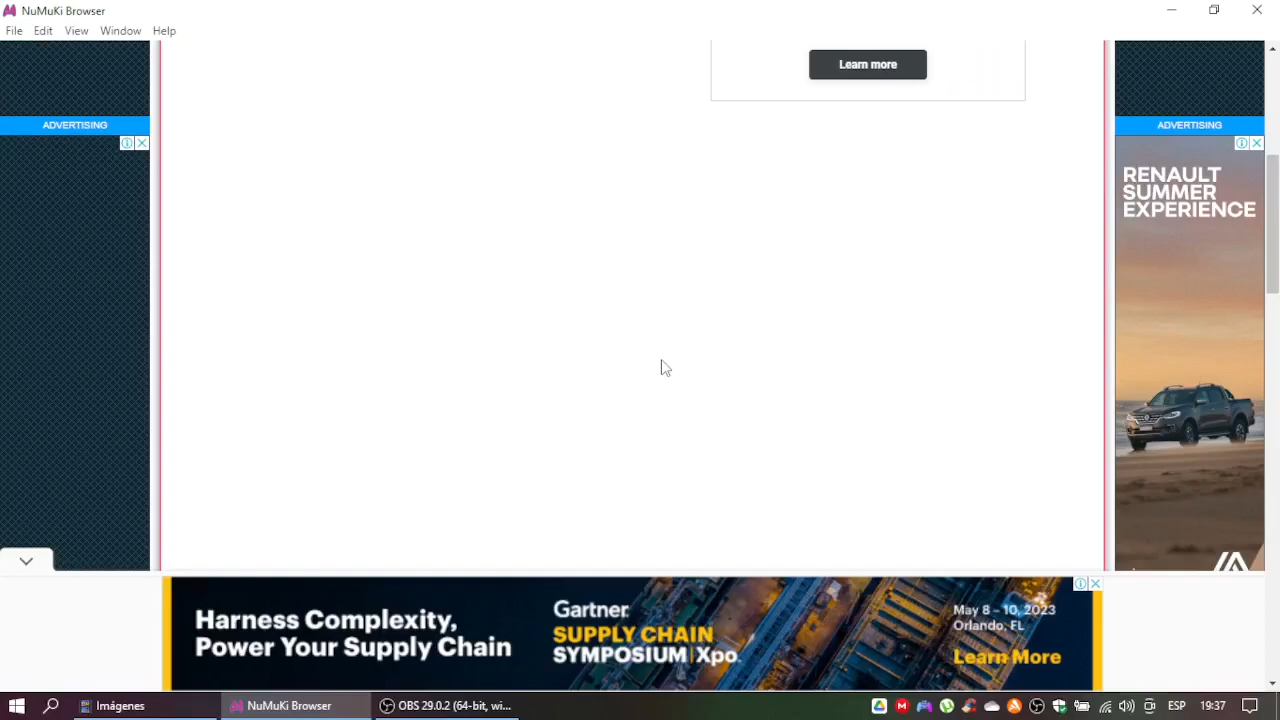 NuMuKi Browser
File Edit View Window Help
Learn more
ADVERTISING
ADVERTISING
RENAULT
SUMMER
EXPERIENCE
Harness Complexity,
Power Your Supply Chain
Gartner
SUPPLY CHAIN
SYMPOSIUM | Xpo
May 8 – 10, 2023
Orlando, FL
Learn More
Imágenes
NuMuKi Browser
OBS 29.0.2 (64-bit, wi...
ESP
19:37